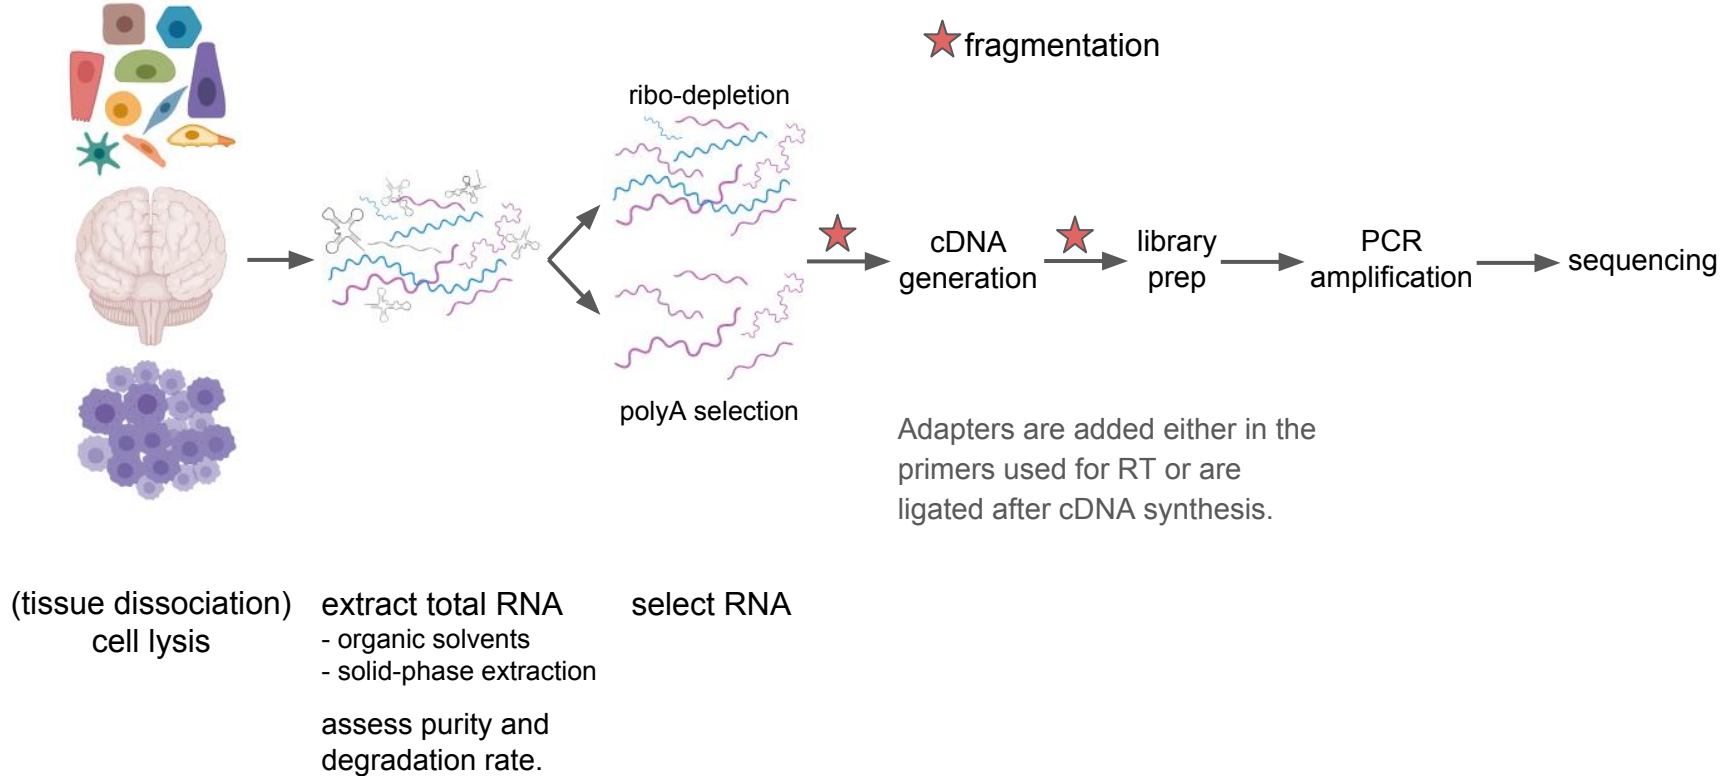 fragmentation
ribo-depletion
polyA selection
cDNA
generation
library
prep
PCR
amplification
sequencing
Adapters are added either in the
primers used for RT or are
ligated after cDNA synthesis.
(tissue dissociation)
cell lysis
extract total RNA
- organic solvents
- solid-phase extraction
assess purity and
degradation rate.
select RNA